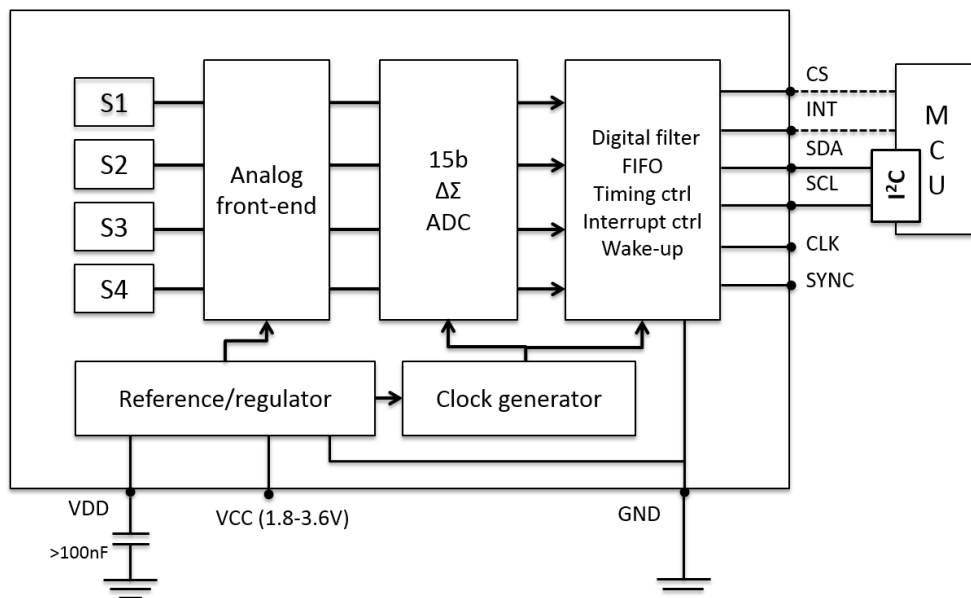 S1
S2
S3
S4
Analog
front-end
15b
ΔΣ
ADC
Digital filter
FIFO
Timing ctrl
Interrupt ctrl
Wake-up
CS
INT
SDA
SCL
CLK
SYNC
M
C
U
I²C
Reference/regulator
Clock generator
VDD
VCC (1.8-3.6V)
GND
>100nF